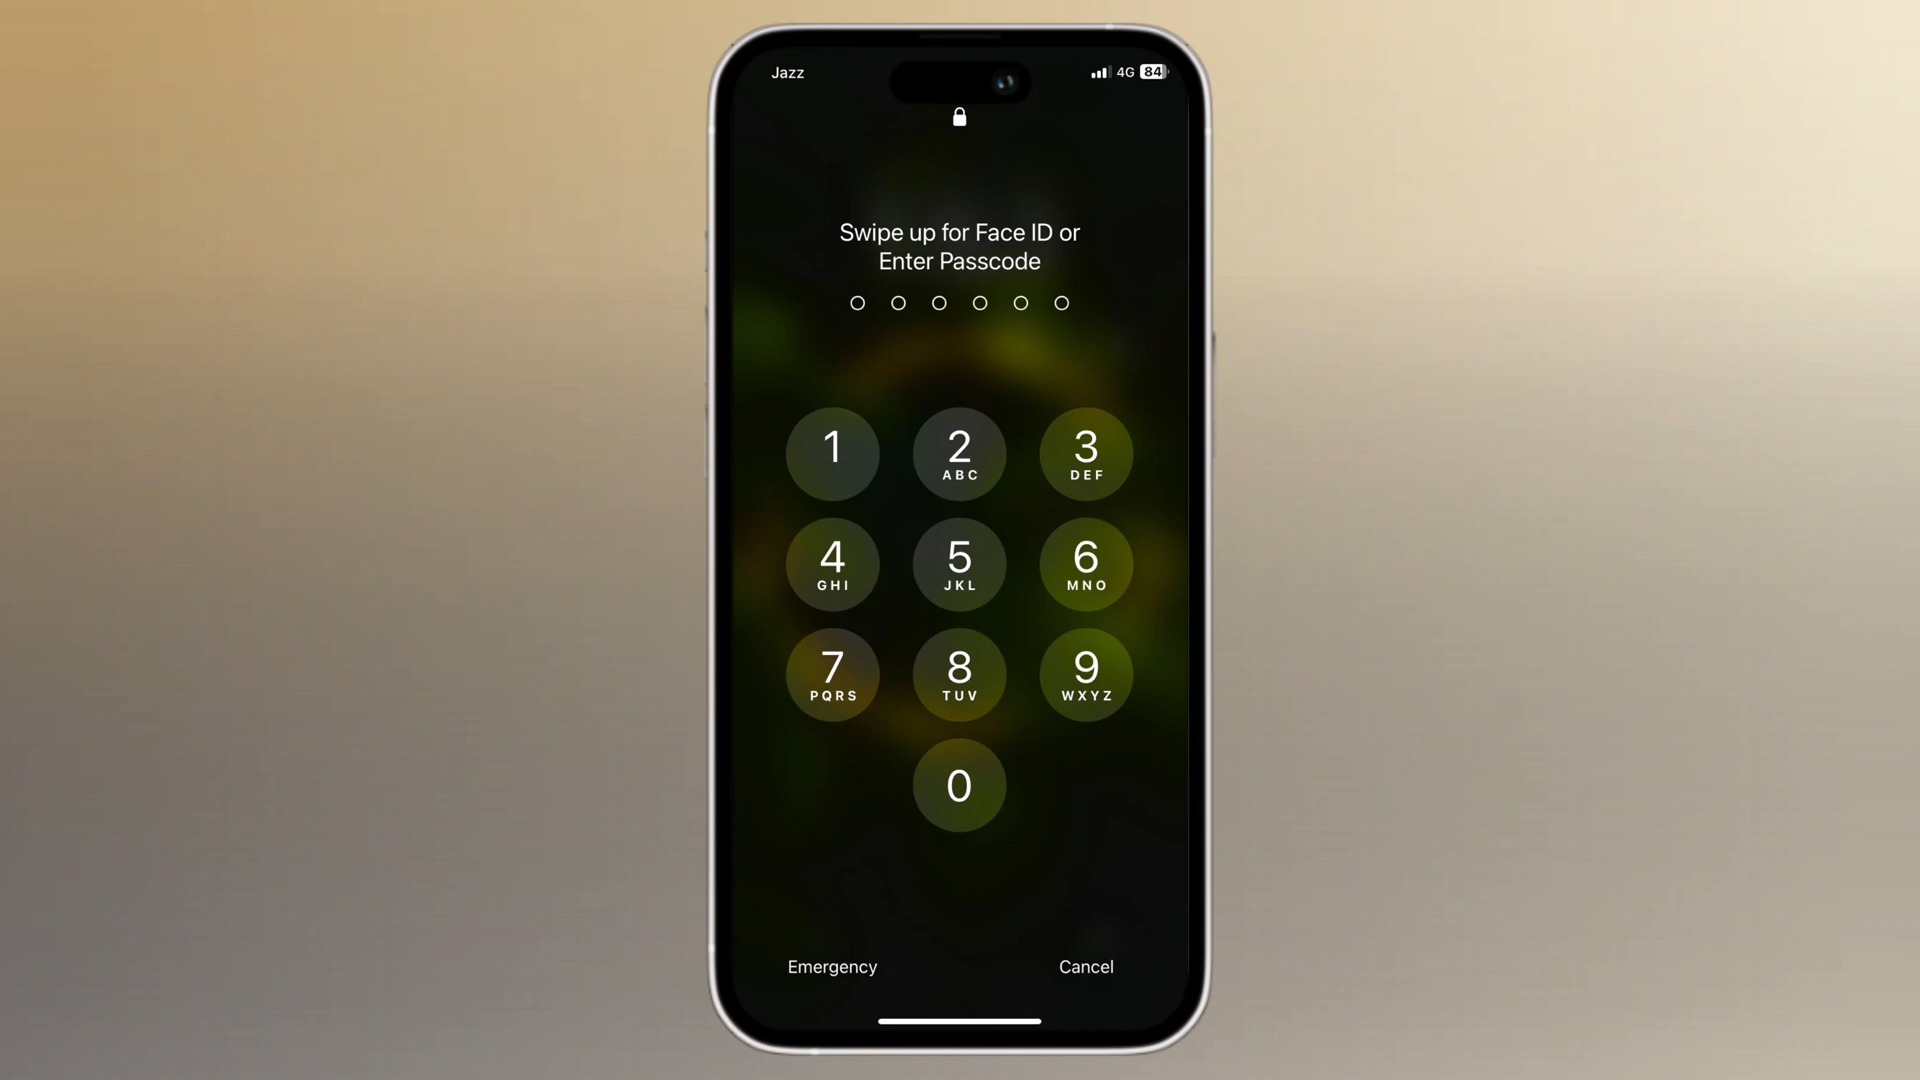 Jazz
4G 84
Swipe up for Face ID or
Enter Passcode
1
2
ABC
3
DEF
4
GHI
5
JKL
6
MNO
7
PQRS
8
TUV
9
WXYZ
0
Emergency
Cancel